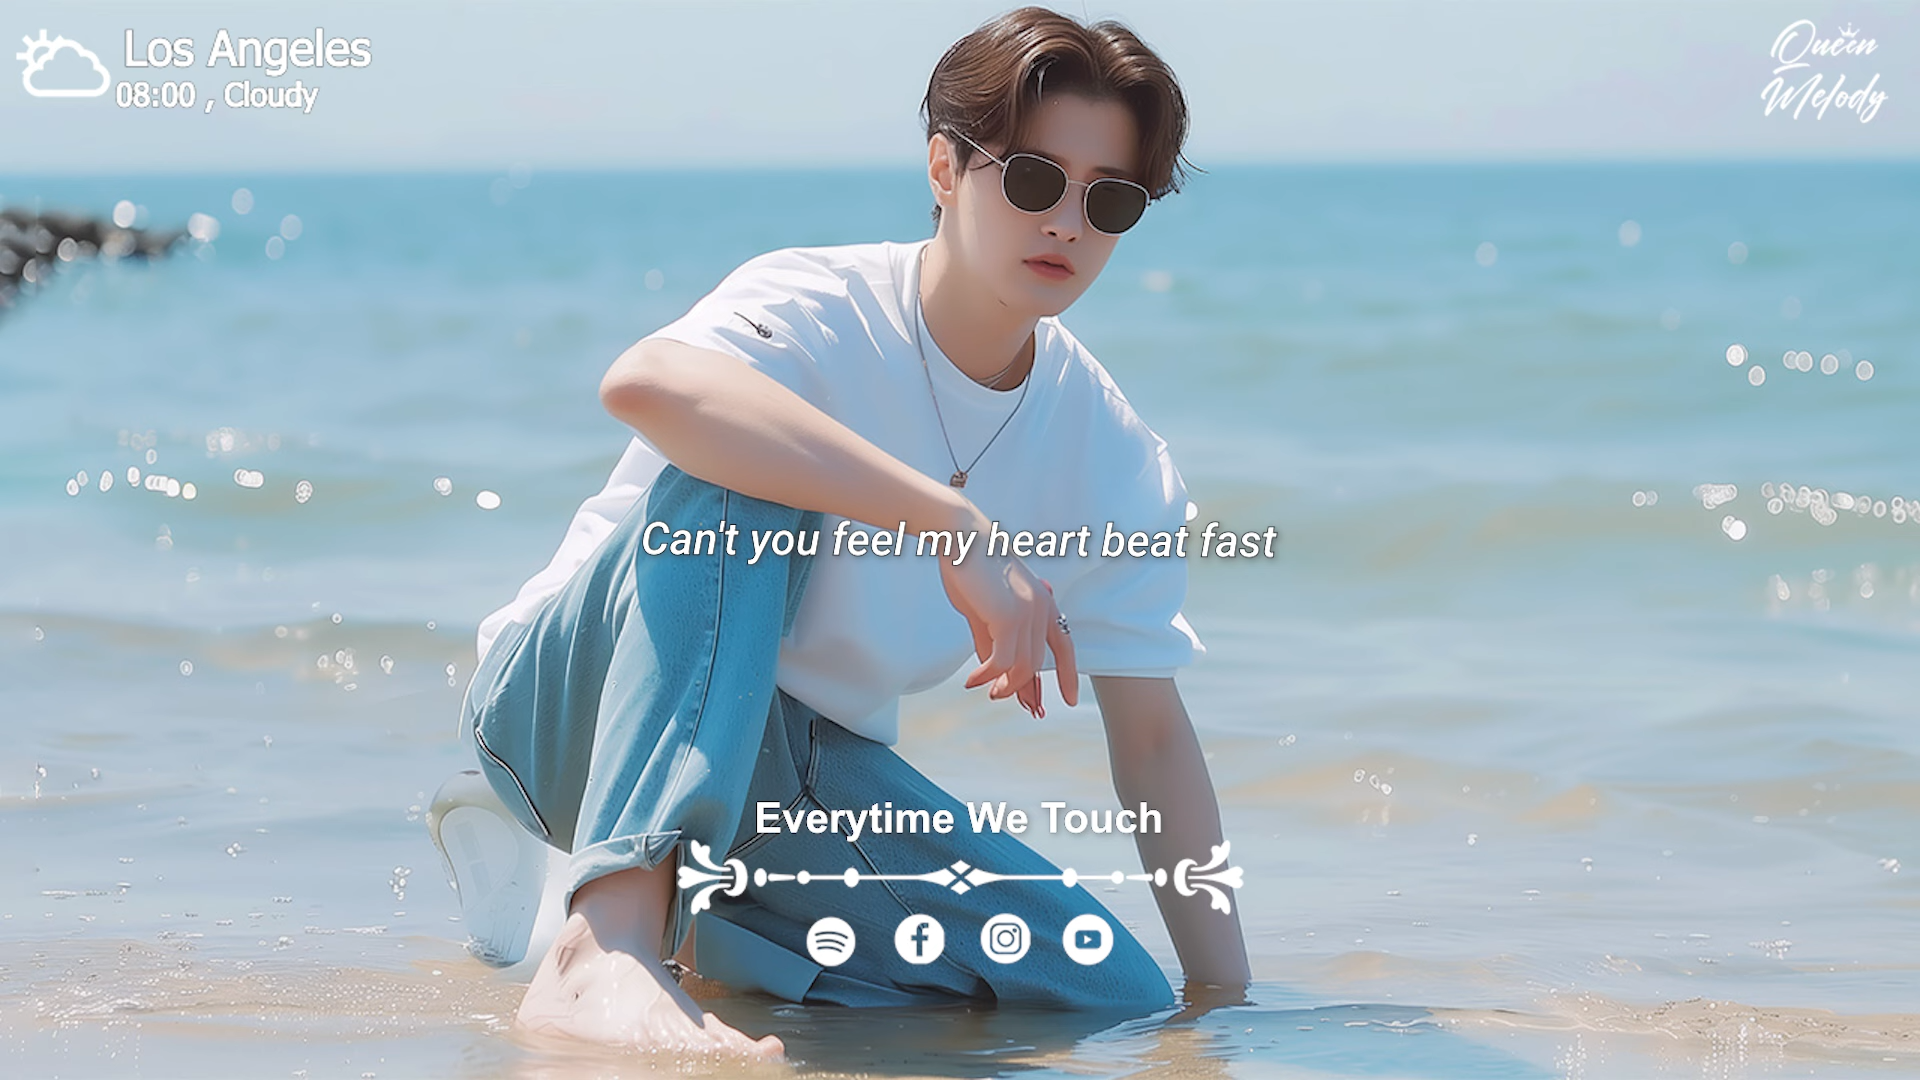 Los Angeles
08:00 , Cloudy
Queen
Melody
Can't you feel my heart beat fast
Everytime We Touch